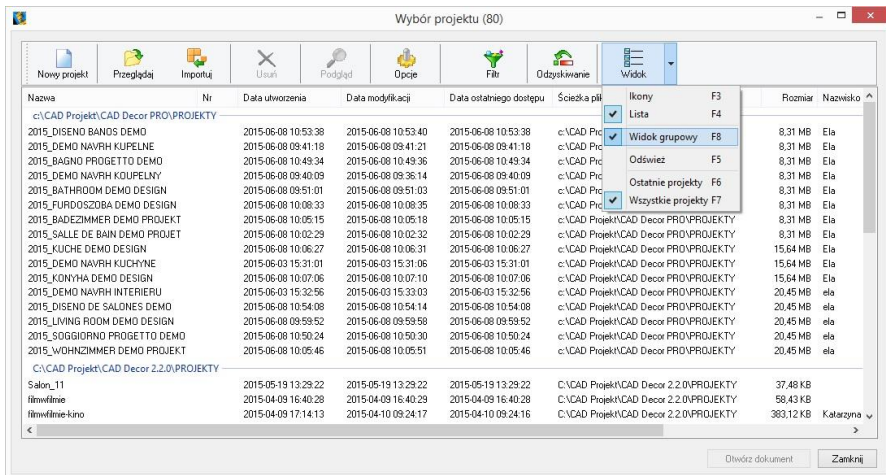 Wybór projektu (80)
Nowy projekt Przeglądaj Importuj Usuń Podgląd Opcje Filtr Odzyskiwanie Widok
Nazwa Nr Data utworzenia Data modyfikacji Data ostatniego dostępu Ścieżka plik Rozmiar Nazwisko
Ikony F3
Lista F4
Widok grupowy F8
Odśwież F5
Ostatnie projekty F6
Wszystkie projekty F7
c:\CAD Projekt\CAD Decor PRO\PROJEKTY
2015_DISENO BANOS DEMO 2015-06-08 10:53:38 2015-06-08 10:53:40 2015-06-08 10:53:38 c:\CAD Pro 8,31 MB Ela
2015_DEMO NAVRH KUPELNE 2015-06-08 09:41:18 2015-06-08 09:41:21 2015-06-08 09:41:18 c:\CAD Pro 8,31 MB Ela
2015_BAGNO PROGETTO DEMO 2015-06-08 10:49:34 2015-06-08 10:49:36 2015-06-08 10:49:34 c:\CAD Pro 8,31 MB Ela
2015_DEMO NAVRH KOUPELNY 2015-06-08 09:40:09 2015-06-08 09:36:14 2015-06-08 09:40:09 c:\CAD Pro 8,31 MB Ela
2015_BATHROOM DEMO DESIGN 2015-06-08 09:51:01 2015-06-08 09:51:03 2015-06-08 09:51:01 c:\CAD Pro 8,31 MB Ela
2015_FURDOSZOBA DEMO DESIGN 2015-06-08 10:08:33 2015-06-08 10:08:35 2015-06-08 10:08:33 c:\CAD Pro 8,31 MB Ela
2015_BADEZIMMER DEMO PROJEKT 2015-06-08 10:05:15 2015-06-08 10:05:18 2015-06-08 10:05:15 c:\CAD Projekt\CAD Decor PRO\PROJEKTY 8,31 MB Ela
2015_SALLE DE BAIN DEMO PROJET 2015-06-08 10:02:29 2015-06-08 10:02:32 2015-06-08 10:02:29 c:\CAD Projekt\CAD Decor PRO\PROJEKTY 8,31 MB Ela
2015_KUCHE DEMO DESIGN 2015-06-08 10:06:27 2015-06-08 10:06:31 2015-06-08 10:06:27 c:\CAD Projekt\CAD Decor PRO\PROJEKTY 15,64 MB Ela
2015_DEMO NAVRH KUCHYNE 2015-06-03 15:31:01 2015-06-03 15:31:06 2015-06-03 15:31:01 c:\CAD Projekt\CAD Decor PRO\PROJEKTY 15,64 MB Ela
2015_KONYHA DEMO DESIGN 2015-06-08 10:07:06 2015-06-08 10:07:10 2015-06-08 10:07:06 c:\CAD Projekt\CAD Decor PRO\PROJEKTY 15,64 MB Ela
2015_DEMO NAVRH INTERIERU 2015-06-03 15:32:56 2015-06-03 15:33:03 2015-06-03 15:32:56 c:\CAD Projekt\CAD Decor PRO\PROJEKTY 20,45 MB ela
2015_DISENO DE SALONES DEMO 2015-06-08 10:54:08 2015-06-08 10:54:14 2015-06-08 10:54:08 c:\CAD Projekt\CAD Decor PRO\PROJEKTY 20,45 MB ela
2015_LIVING ROOM DEMO DESIGN 2015-06-08 09:59:52 2015-06-08 09:59:58 2015-06-08 09:59:52 c:\CAD Projekt\CAD Decor PRO\PROJEKTY 20,45 MB ela
2015_SOGGIORNO PROGETTO DEMO 2015-06-08 10:50:24 2015-06-08 10:50:30 2015-06-08 10:50:24 c:\CAD Projekt\CAD Decor PRO\PROJEKTY 20,45 MB ela
2015_WOHNZIMMER DEMO PROJEKT 2015-06-08 10:05:46 2015-06-08 10:05:51 2015-06-08 10:05:46 c:\CAD Projekt\CAD Decor PRO\PROJEKTY 20,45 MB ela
C:\CAD Projekt\CAD Decor 2.2.0\PROJEKTY
Salon_11 2015-05-19 13:29:22 2015-05-19 13:29:22 2015-05-19 13:29:22 C:\CAD Projekt\CAD Decor 2.2.0\PROJEKTY 37,48 KB
filmwfilmie 2015-04-09 16:40:28 2015-04-09 16:40:28 2015-04-09 16:40:28 C:\CAD Projekt\CAD Decor 2.2.0\PROJEKTY 58,43 KB
filmwfilmie-kino 2015-04-09 17:14:13 2015-04-10 09:24:17 2015-04-10 09:24:16 C:\CAD Projekt\CAD Decor 2.2.0\PROJEKTY 383,12 KB Katarzyna
Otwórz dokument Zamknij